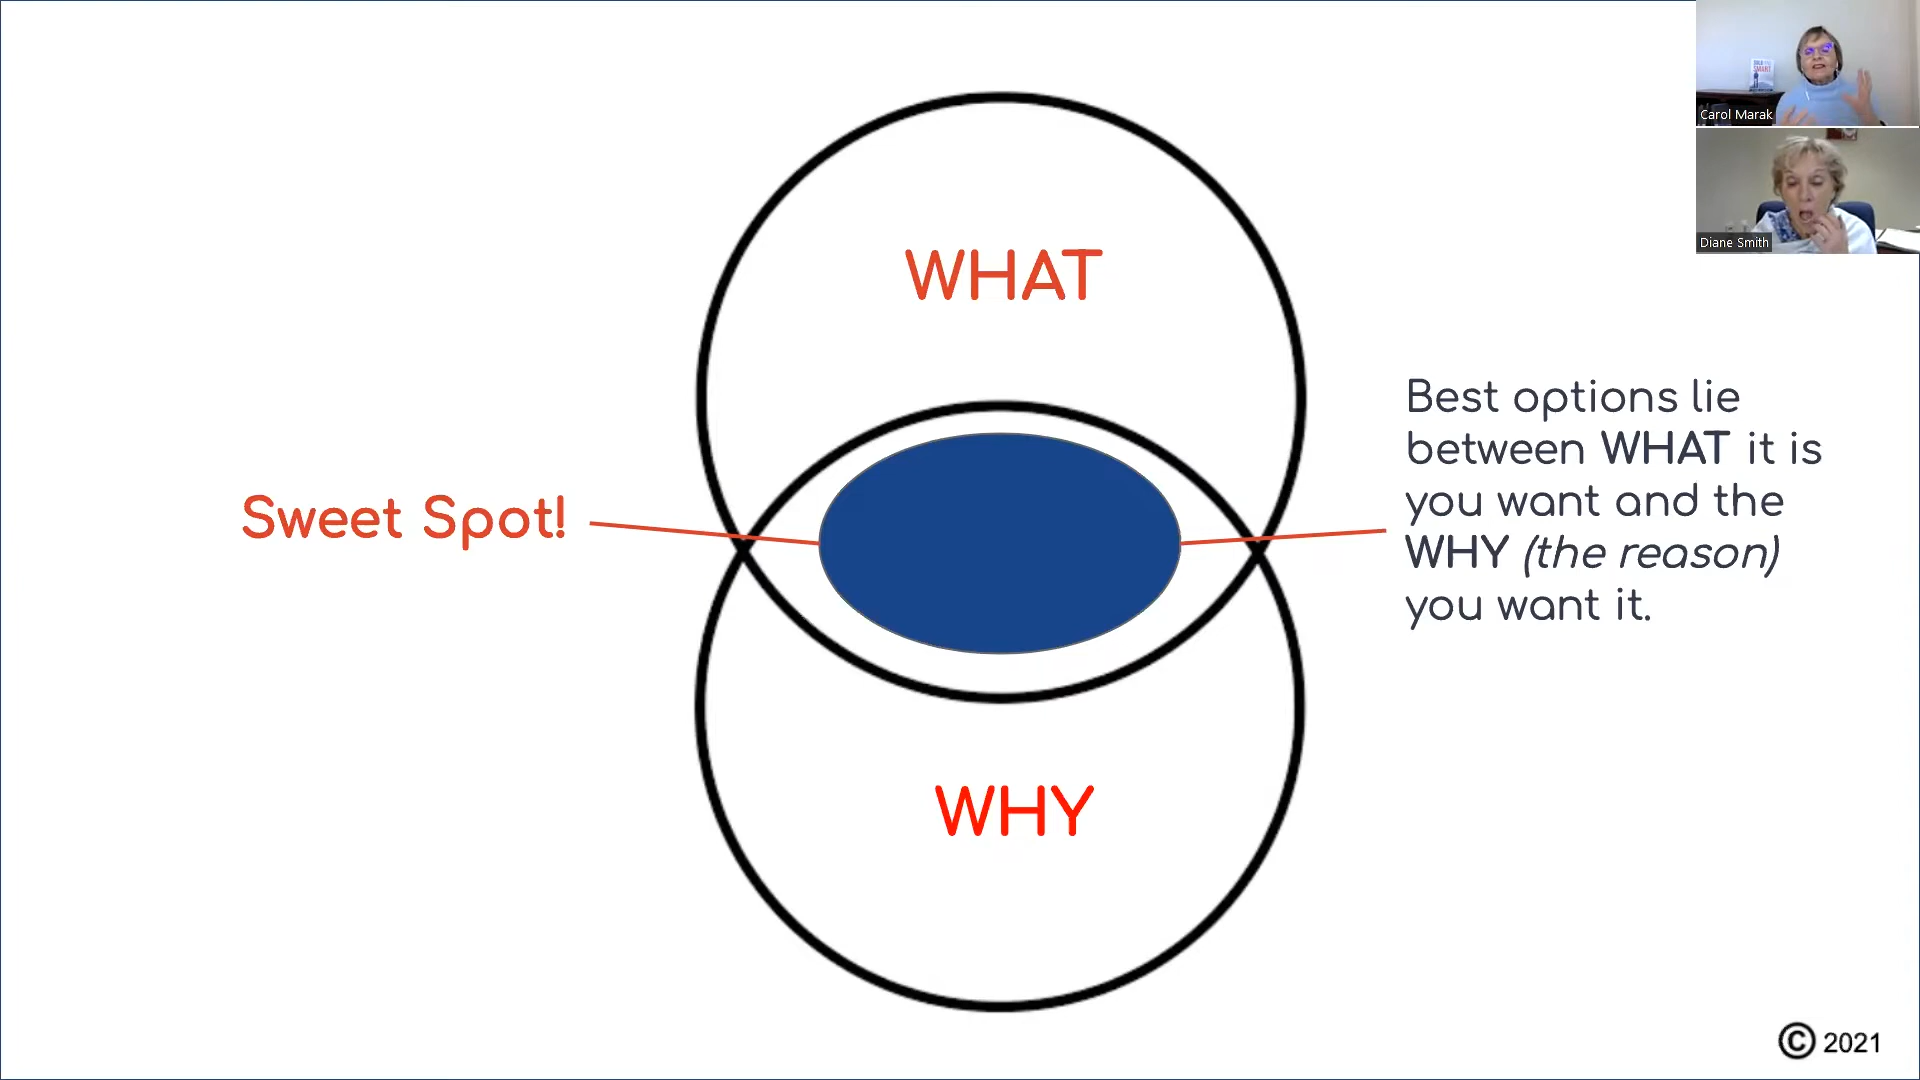 Carol Marak
Diane Smith
WHAT
Sweet Spot!
Best options lie
between WHAT it is
you want and the
WHY (the reason)
you want it.
WHY
© 2021